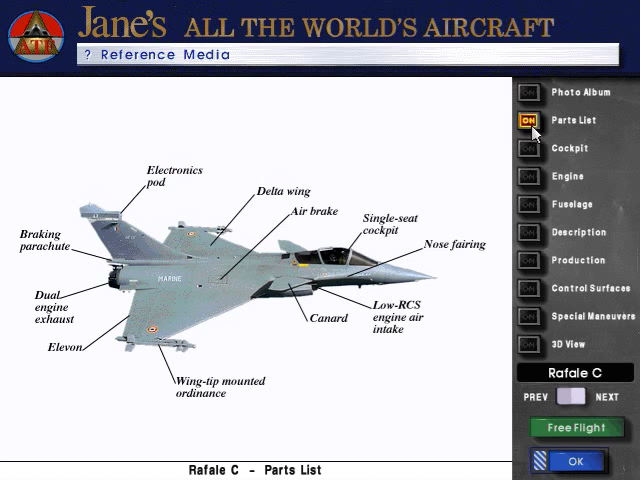 Jane's ALL THE WORLD'S AIRCRAFT
ATF
? Reference Media
Photo Album
ON
Parts List
Cockpit
Engine
Fuselage
Description
Production
Control Surfaces
Special Maneuvers
3D View
Electronics
pod
Delta wing
Air brake
Single-seat
cockpit
Nose fairing
Braking
parachute
MARINE
Dual
engine
exhaust
Canard
Low-RCS
engine air
intake
Elevon
Wing-tip mounted
ordinance
Rafale C
PREV NEXT
Free Flight
OK
Rafale C - Parts List